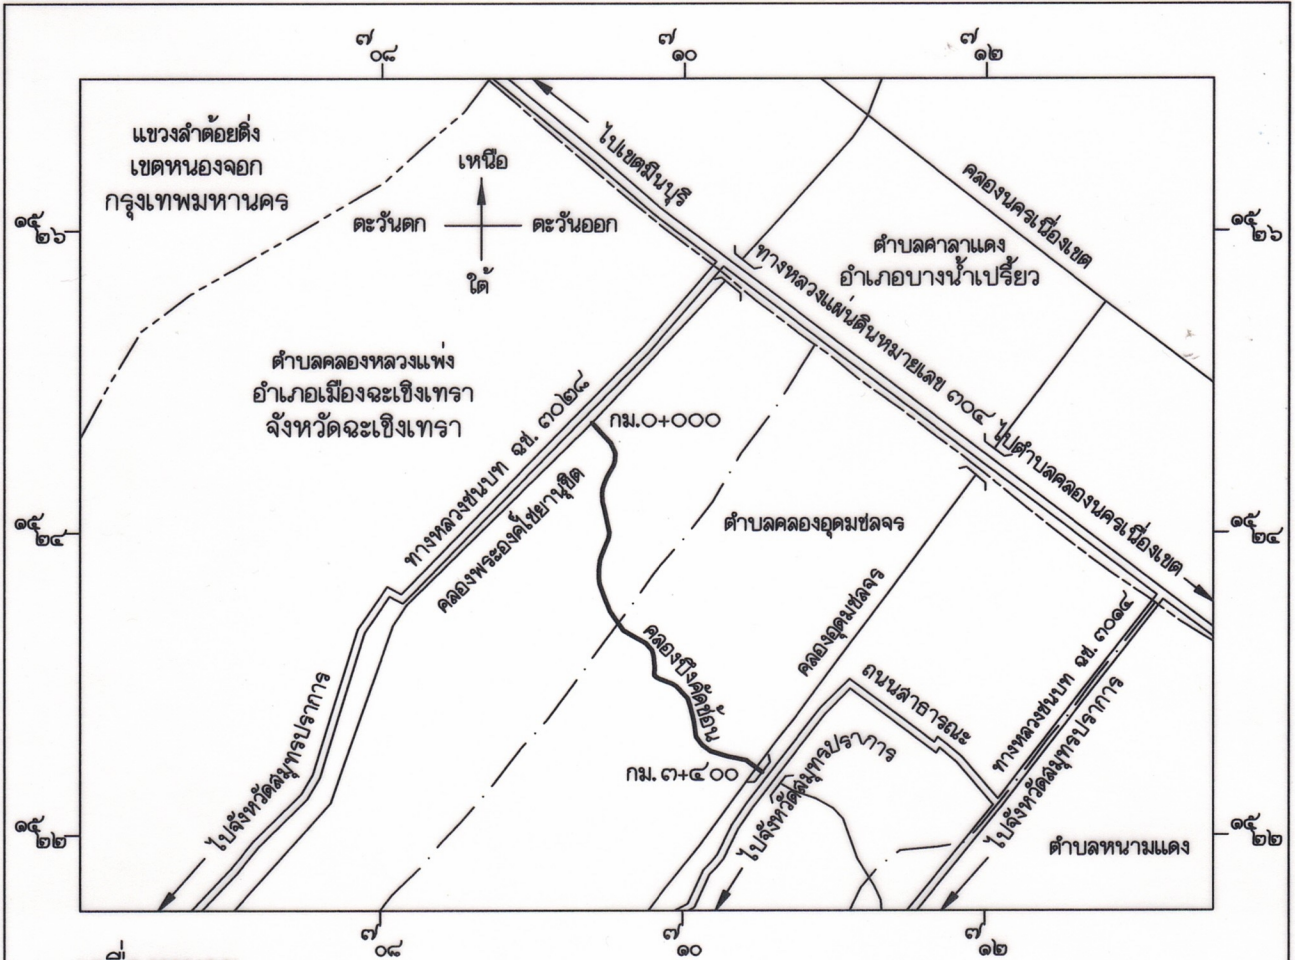 ๗๐๘
๗๑๐
๗๑๒
แขวงลำต้อยติ่ง
เขตหนองจอก
กรุงเทพมหานคร
เหนือ
ตะวันตก
ตะวันออก
ใต้
ไปเขตมีนบุรี
คลองนครเนื่องเขต
ตำบลศาลาแดง
อำเภอบางน้ำเปรี้ยว
๑๕๒๖
๑๕๒๖
ทางหลวงแผ่นดินหมายเลข ๓๐๔
ไปตำบลคลองนครเนื่องเขต
ตำบลคลองหลวงแพ่ง
อำเภอเมืองฉะเชิงเทรา
จังหวัดฉะเชิงเทรา
ทางหลวงชนบท ฉช. ๓๐๒๘
คลองพระองค์ไชยานุชิต
กม.๐+๐๐๐
ตำบลคลองอุดมชลจร
๑๕๒๔
๑๕๒๔
คลองบึงคัดช้อน
คลองอุดมชลจร
ถนนสาธารณะ
ทางหลวงชนบท ฉช. ๓๐๑๔
ไปจังหวัดสมุทรปราการ
ไปจังหวัดสมุทรปราการ
ไปจังหวัดสมุทรปราการ
กม. ๓+๔๐๐
ตำบลหนามแดง
๑๕๒๒
๑๕๒๒
๗๐๘
๗๑๐
๗๑๒